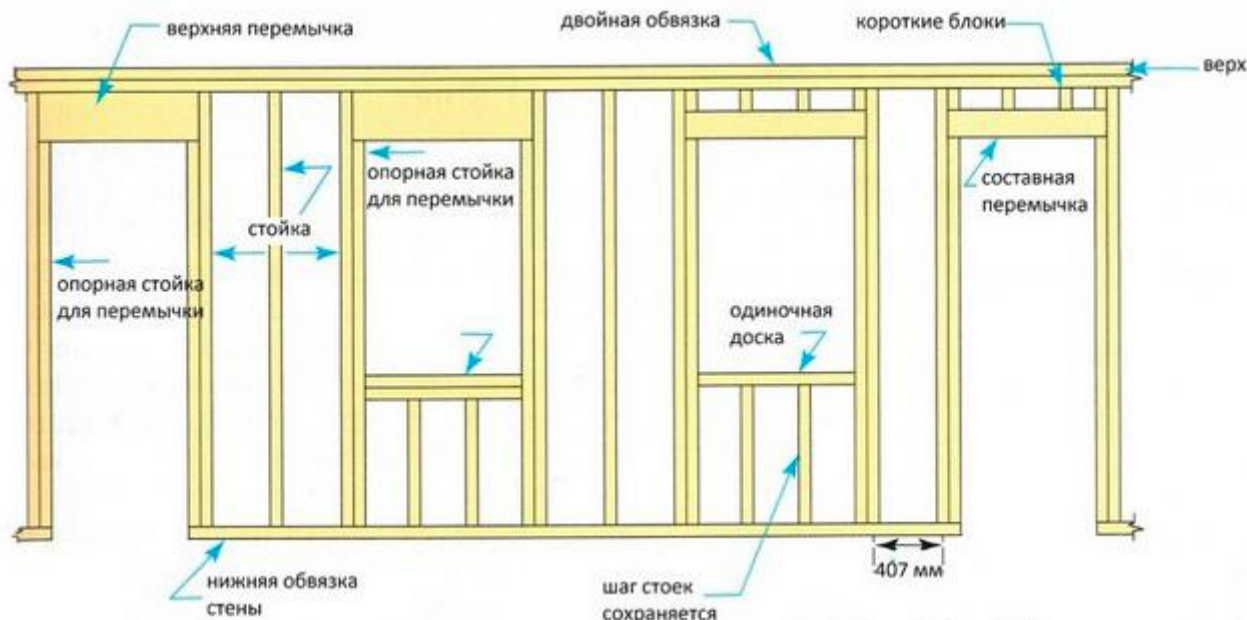 верхняя перемычка
двойная обвязка
короткие блоки
верх
опорная стойка
для перемычки
составная
перемычка
стойка
опорная стойка
для перемычки
одиночная
доска
407 мм
нижняя обвязка
стены
шаг стоек
сохраняется